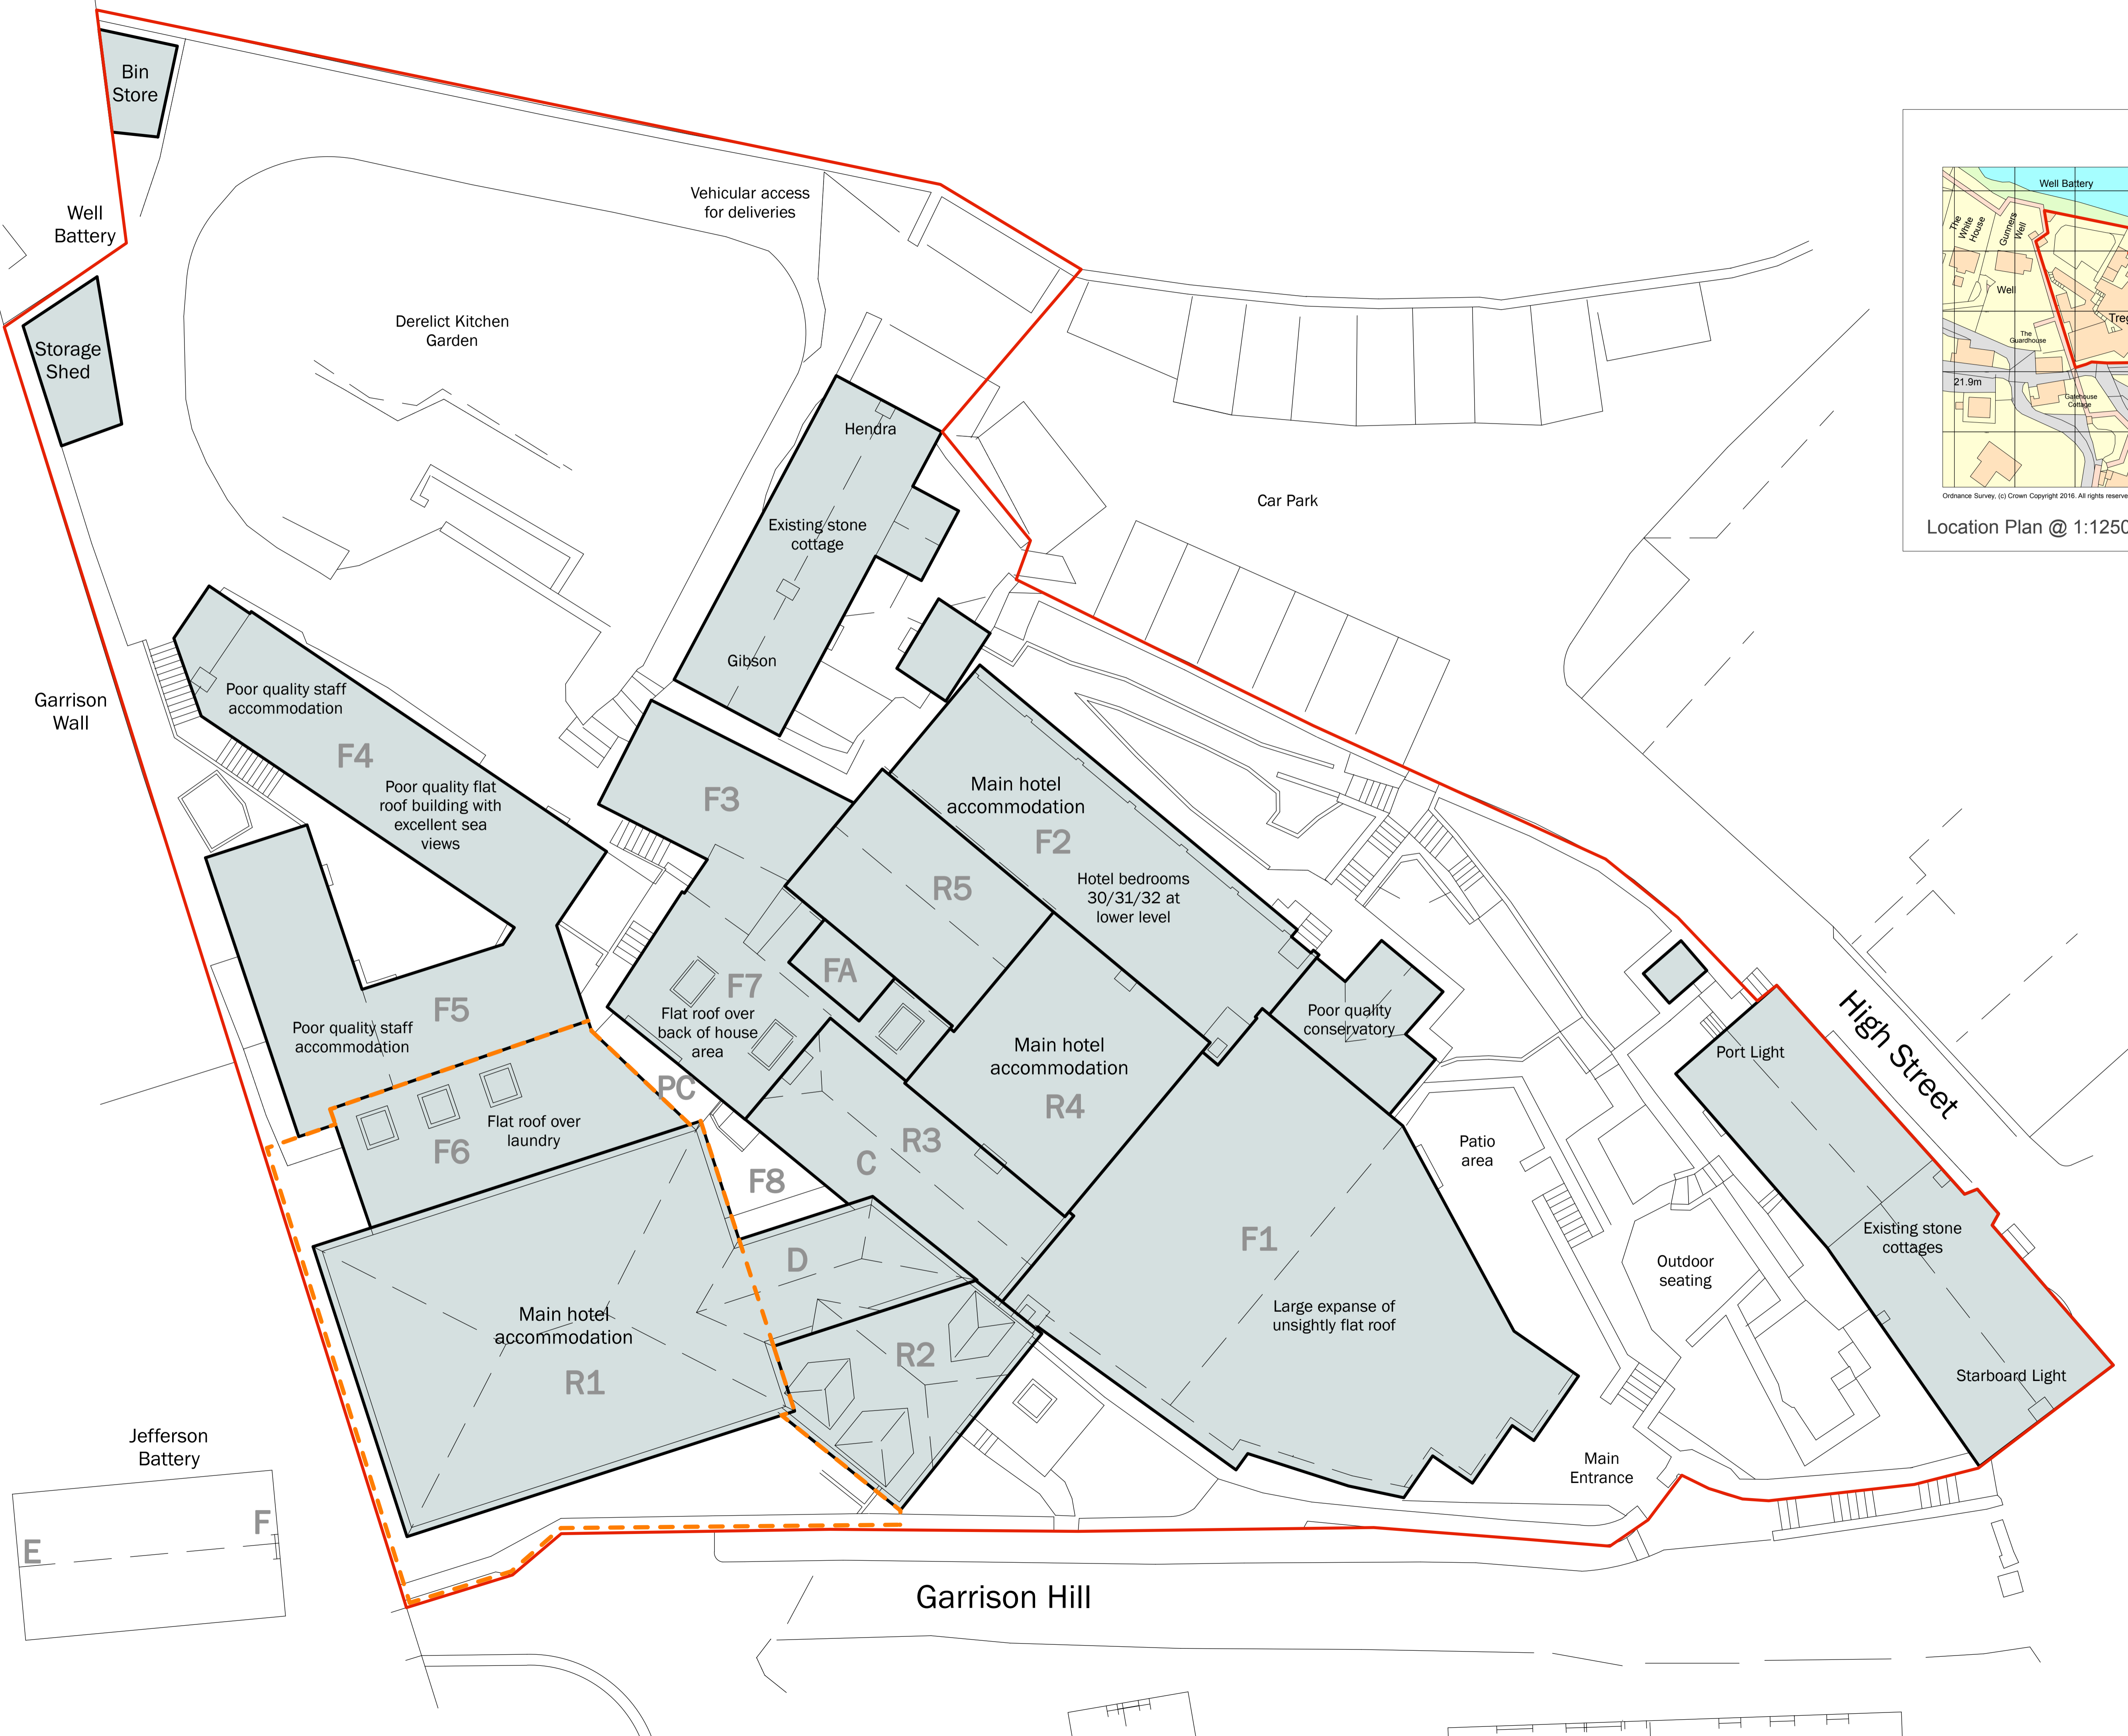 Bin
Store
Well
Battery
Storage
Shed
Vehicular access
for deliveries
Derelict Kitchen
Garden
Hendra
Existing stone
cottage
Gibson
Car Park
Garrison
Wall
Poor quality staff
accommodation
F4
Poor quality flat
roof building with
excellent sea
views
F3
Main hotel
accommodation
F2
R5
Hotel bedrooms
30/31/32 at
lower level
FA
F7
Flat roof over
back of house
area
F5
Poor quality staff
accommodation
Poor quality
conservatory
Main hotel
accommodation
R4
PC
Flat roof over
laundry
F6
R3
C
F8
D
F1
Large expanse of
unsightly flat roof
Patio
area
Outdoor
seating
Port Light
High Street
Existing stone
cottages
Starboard Light
Main hotel
accommodation
R1
R2
Main
Entrance
Jefferson
Battery
E
F
Garrison Hill
Well Battery
The
White
House
Gunners
Well
Well
The
Guardhouse
21.9m
Gatehouse
Cottage
Ordnance Survey, (c) Crown Copyright 2016. All rights
Location Plan @ 1:1250